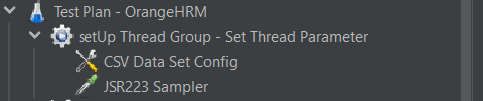 Test Plan - OrangeHRM
setUp Thread Group - Set Thread Parameter
CSV Data Set Config
JSR223 Sampler